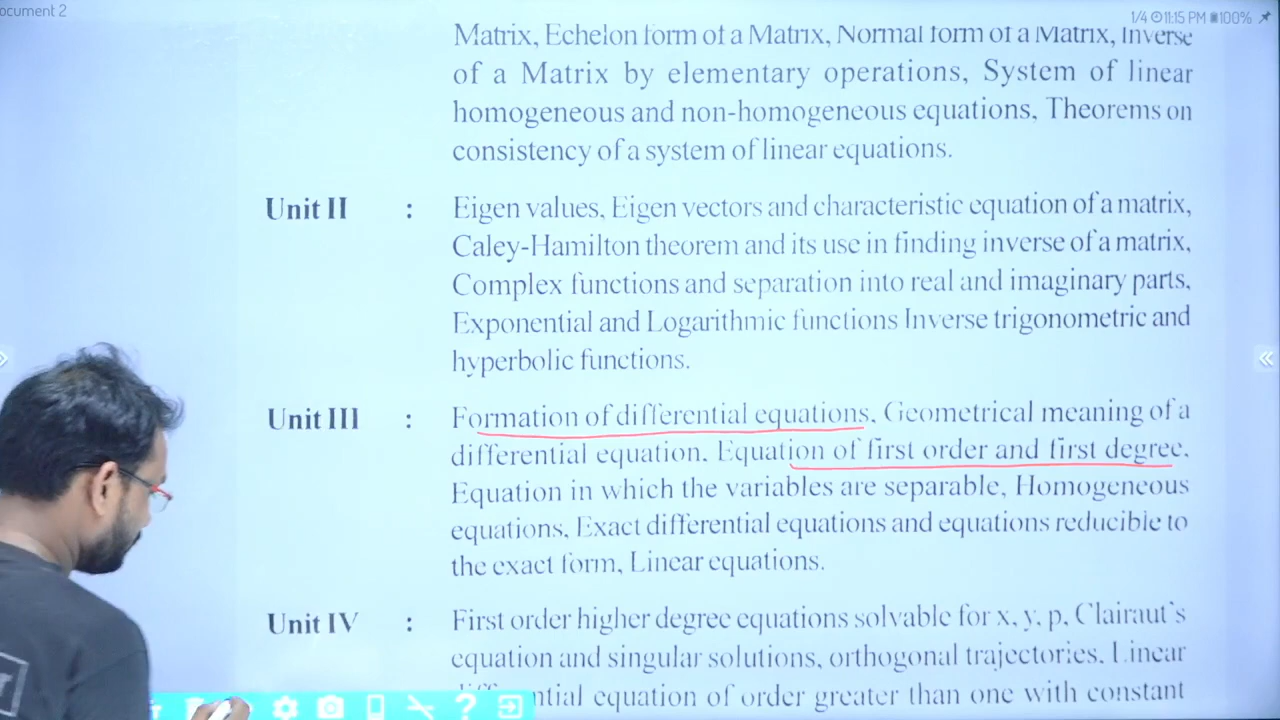 ocument 2
1/4 11:15 PM 100%
Matrix, Echelon form of a Matrix, Normal form of a Matrix, Inverse
of a Matrix by elementary operations, System of linear
homogeneous and non-homogeneous equations, Theorems on
consistency of a system of linear equations.
Unit II : Eigen values, Eigen vectors and characteristic equation of a matrix,
Caley-Hamilton theorem and its use in finding inverse of a matrix,
Complex functions and separation into real and imaginary parts,
Exponential and Logarithmic functions Inverse trigonometric and
hyperbolic functions.
Unit III : Formation of differential equations, Geometrical meaning of a
differential equation. Equation of first order and first degree,
Equation in which the variables are separable, Homogeneous
equations, Exact differential equations and equations reducible to
the exact form, Linear equations.
Unit IV : First order higher degree equations solvable for x, y, p, Clairaut's
equation and singular solutions, orthogonal trajectories. Linear
ntial equation of order greater than one with constant
?